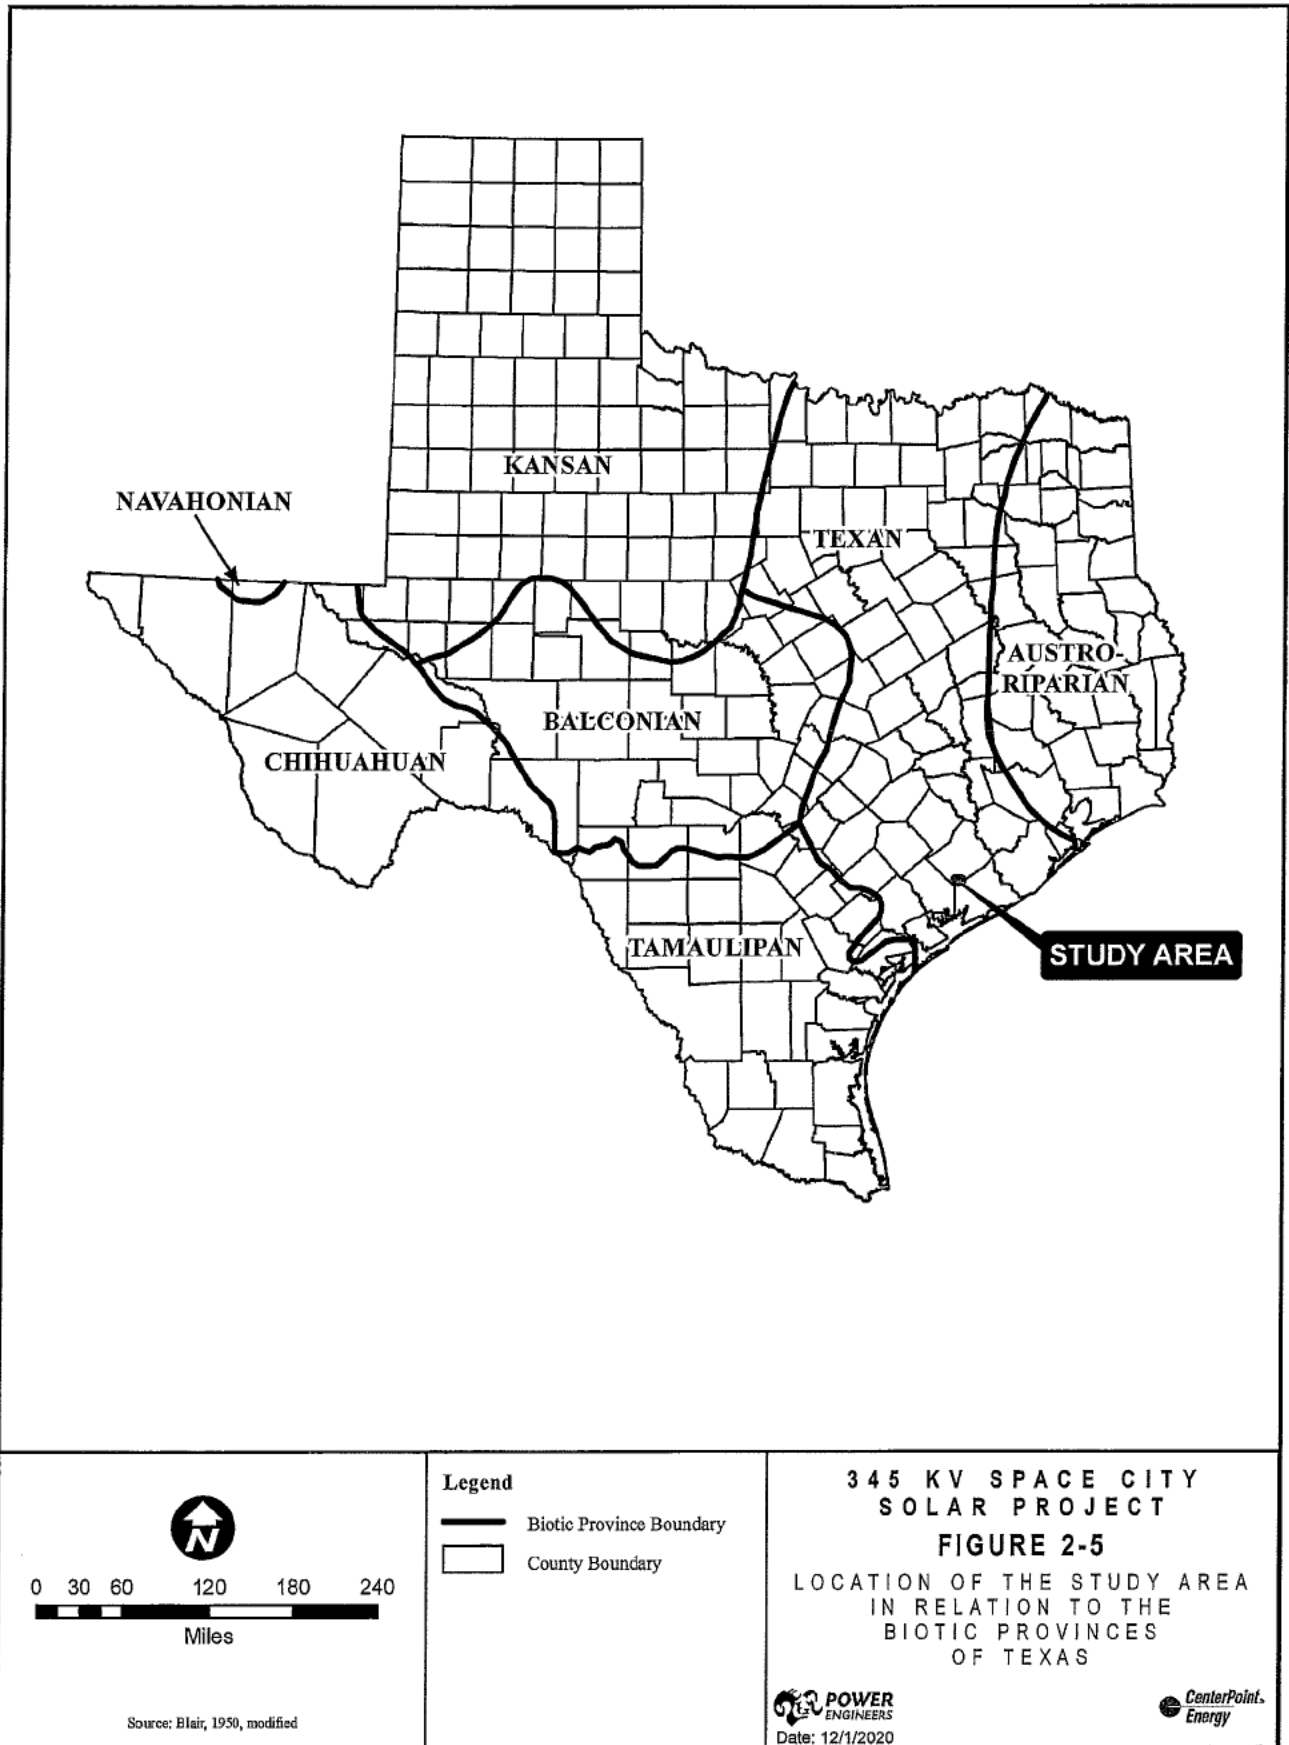 KANSAN
NAVAHONIAN
TEXAN
AUSTRO-
RIPARIAN
BALCONIAN
CHIHUAHUAN
TAMAULIPAN
STUDY AREA
N
0 30 60 120 180 240
Miles
Source: Blair, 1950, modified
Legend
Biotic Province Boundary
County Boundary
345 KV SPACE CITY
SOLAR PROJECT
FIGURE 2-5
LOCATION OF THE STUDY AREA
IN RELATION TO THE
BIOTIC PROVINCES
OF TEXAS
POWER
ENGINEERS
Date: 12/1/2020
CenterPoint.
Energy